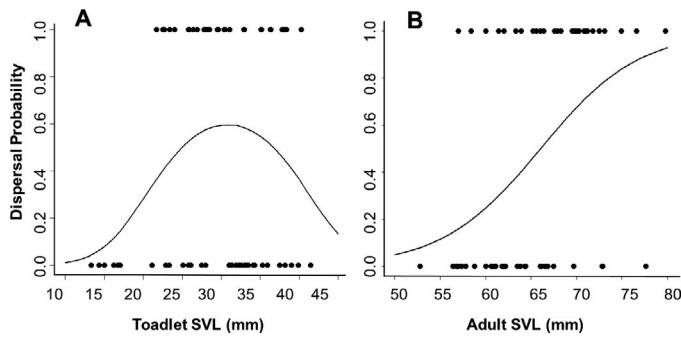 A
B
Dispersal Probability
1.0
0.8
0.6
0.4
0.2
0.0
1.0
0.8
0.6
0.4
0.2
0.0
10 15 20 25 30 35 40 45
50 55 60 65 70 75 80
Toadlet SVL (mm)
Adult SVL (mm)